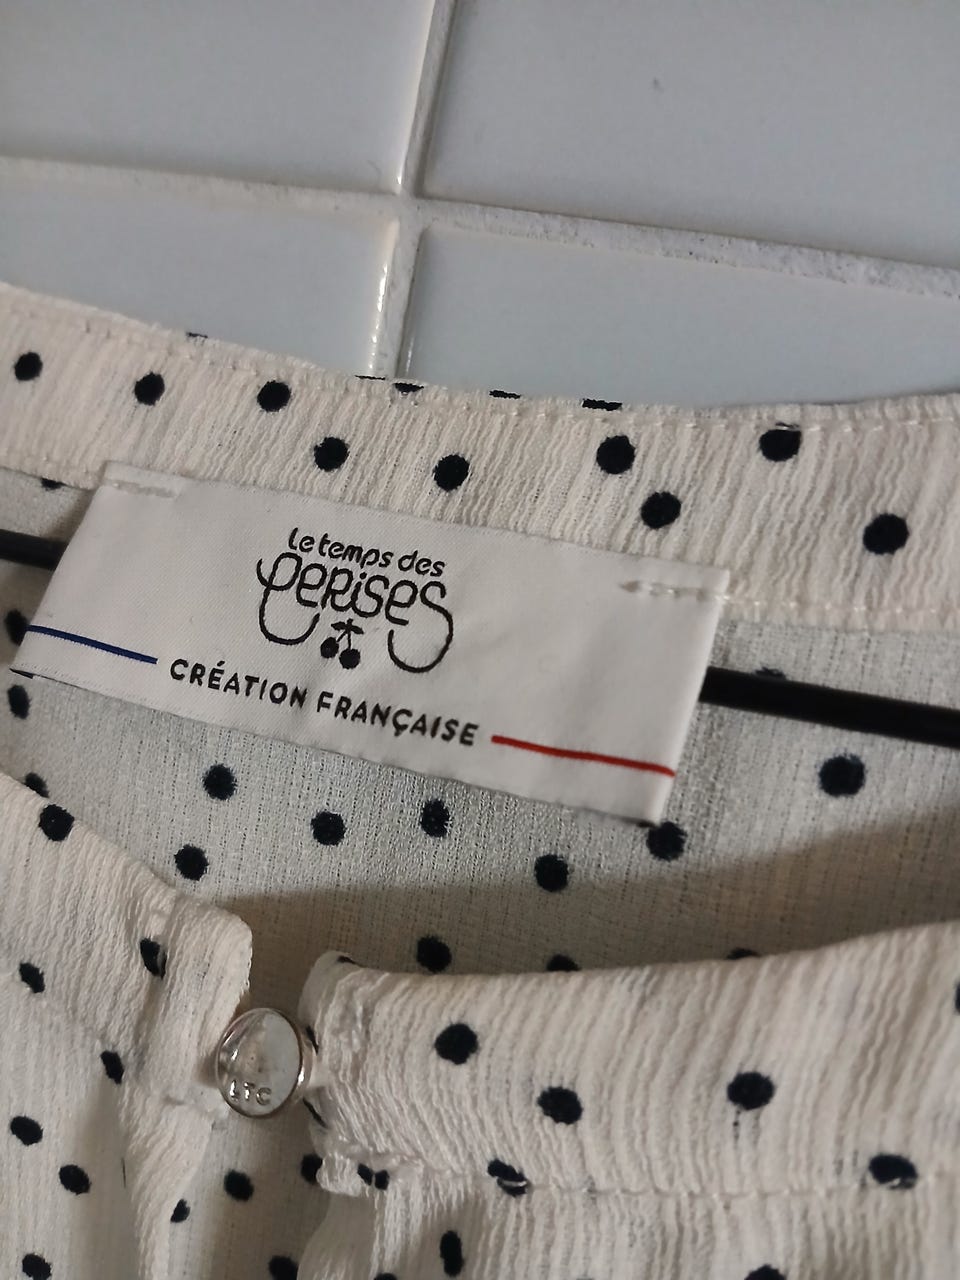 Le temps des
cerises
CRÉATION FRANÇAISE
LTC